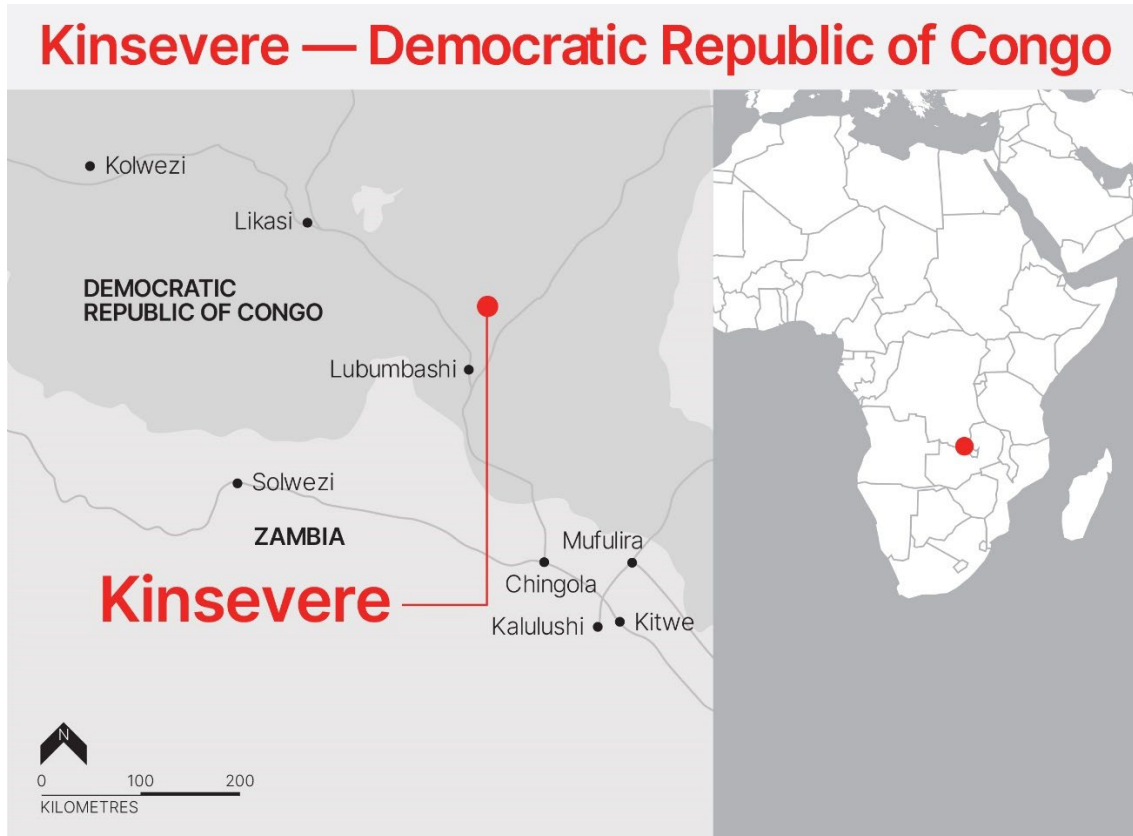 Kinsevere — Democratic Republic of Congo
Kolwezi
Likasi
DEMOCRATIC
REPUBLIC OF CONGO
Lubumbashi
Solwezi
ZAMBIA
Mufulira
Chingola
Kinsevere
Kalulushi
Kitwe
N
0 100 200
KILOMETRES